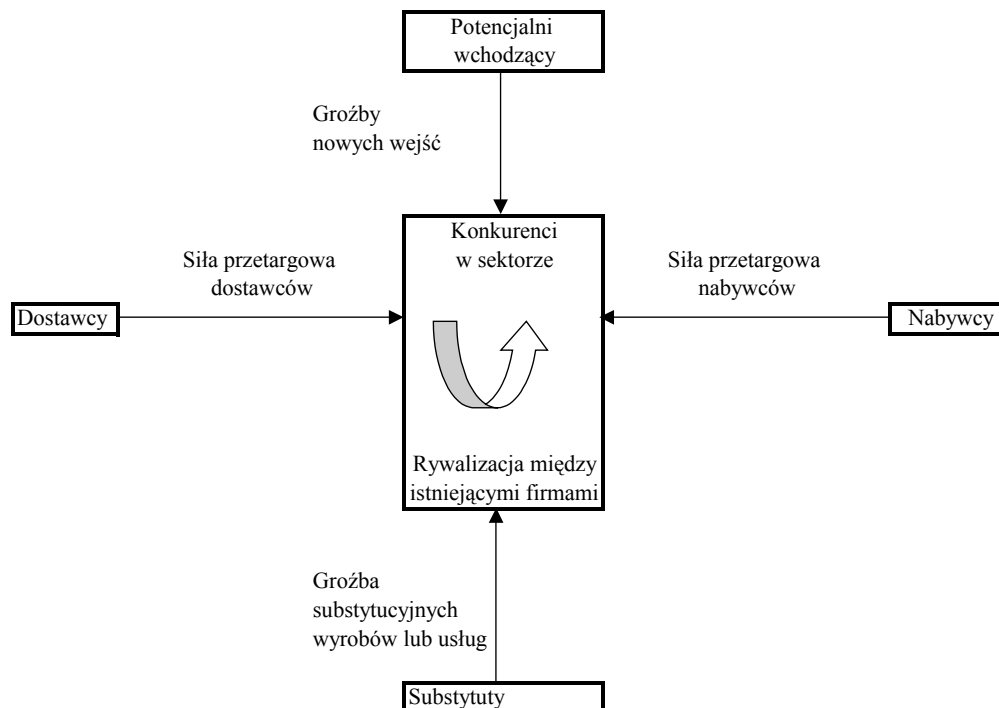 Potencjalni
wchodzący
Groźby
nowych wejść
Konkurenci
w sektorze
Siła przetargowa
dostawców
Siła przetargowa
nabywców
Dostawcy
Nabywcy
Rywalizacja między
istniejącymi firmami
Groźba
substytucyjnych
wyrobów lub usług
Substytuty